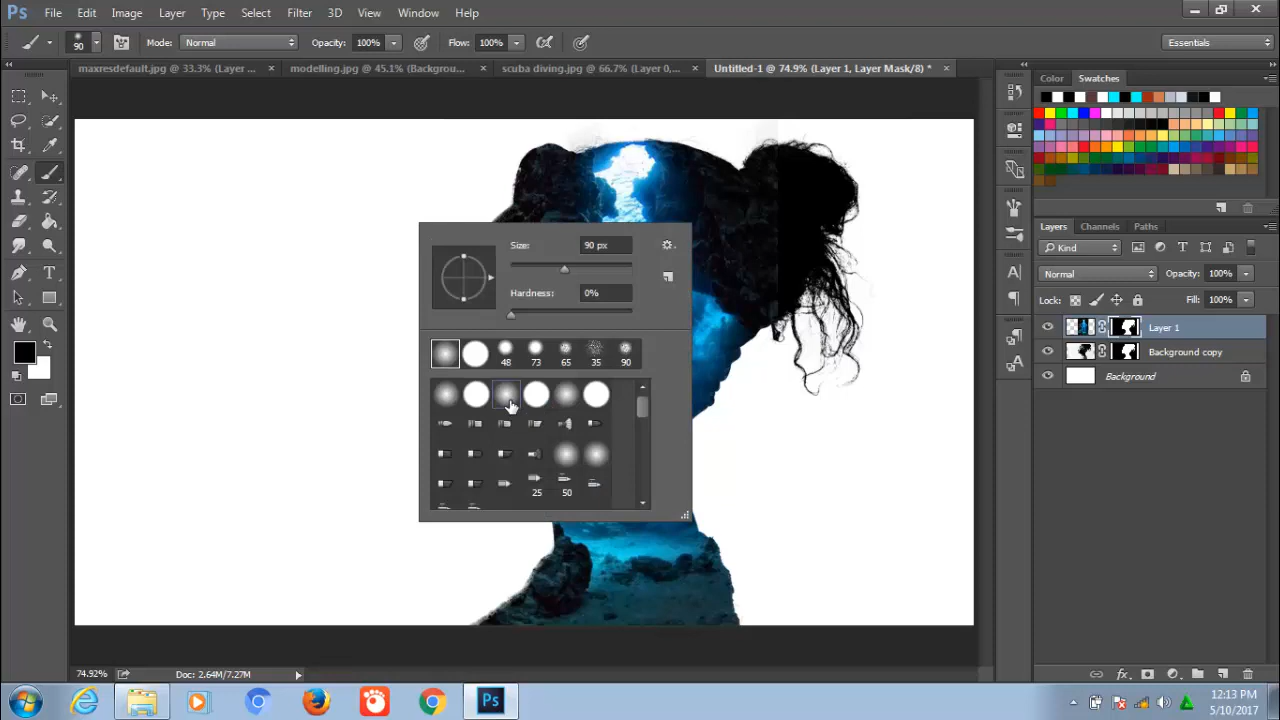 Ps File Edit Image Layer Type Select Filter 3D View Window Help
90 Mode: Normal Opacity: 100% Flow: 100% Essentials
maxresdefault.jpg @ 33.3% (Layer ... × modelling.jpg @ 45.1% (Backgrou... × scuba diving.jpg @ 66.7% (Layer 0,... × Untitled-1 @ 74.9% (Layer 1, Layer Mask/8) * ×
Color Swatches
Size: 90 px
Hardness: 0%
48 73 65 35 90
25 50
Layers Channels Paths
Kind
Normal Opacity: 100%
Lock: Fill: 100%
Layer 1
Background copy
Background
74.92% Doc: 2.64M/7.27M
Ps
12:13 PM
5/10/2017